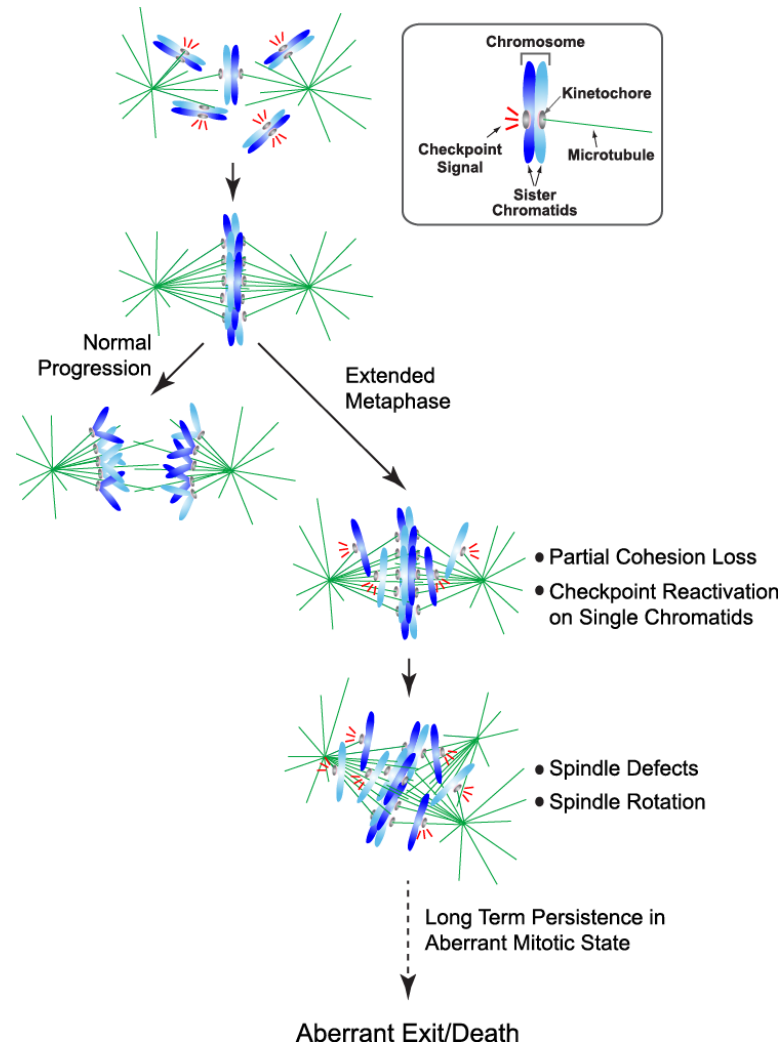 Chromosome
Kinetochore
Checkpoint
Signal
Microtubule
Sister
Chromatids
Normal
Progression
Extended
Metaphase
● Partial Cohesion Loss
● Checkpoint Reactivation
on Single Chromatids
● Spindle Defects
● Spindle Rotation
Long Term Persistence in
Aberrant Mitotic State
Aberrant Exit/Death